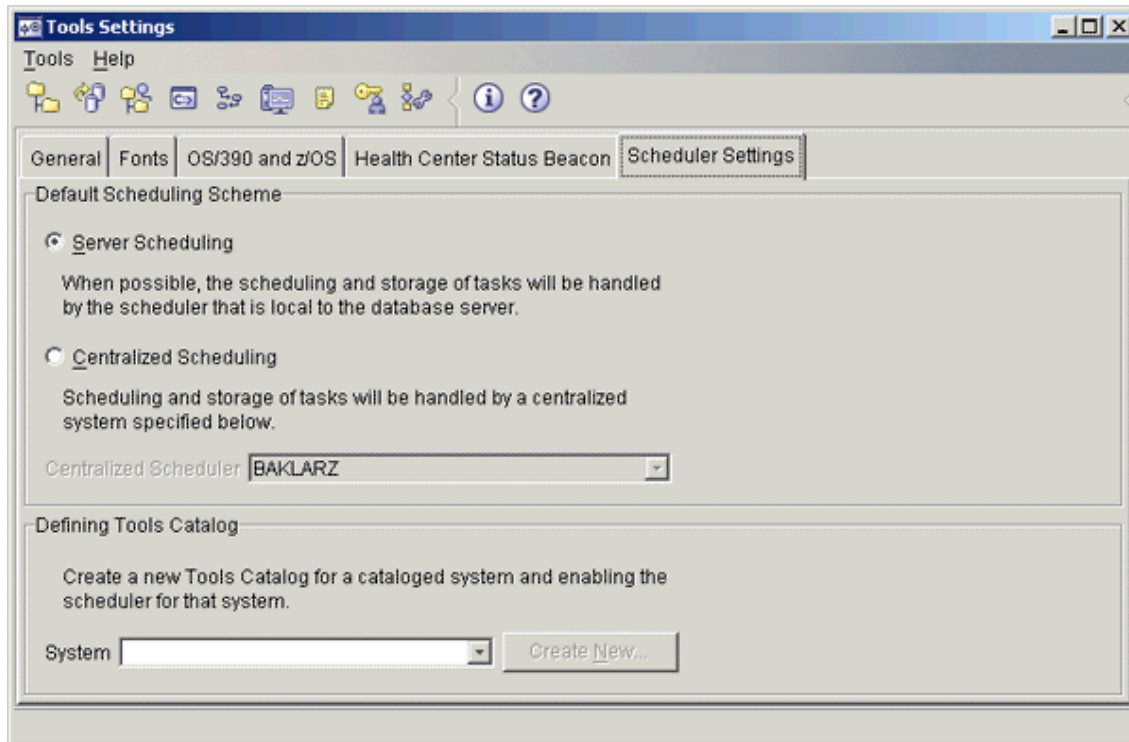 Tools Settings
Tools Help
General Fonts OS/390 and z/OS Health Center Status Beacon Scheduler Settings
Default Scheduling Scheme
Server Scheduling
When possible, the scheduling and storage of tasks will be handled
by the scheduler that is local to the database server.
Centralized Scheduling
Scheduling and storage of tasks will be handled by a centralized
system specified below.
Centralized Scheduler BAKLARZ
Defining Tools Catalog
Create a new Tools Catalog for a cataloged system and enabling the
scheduler for that system.
System Create New...